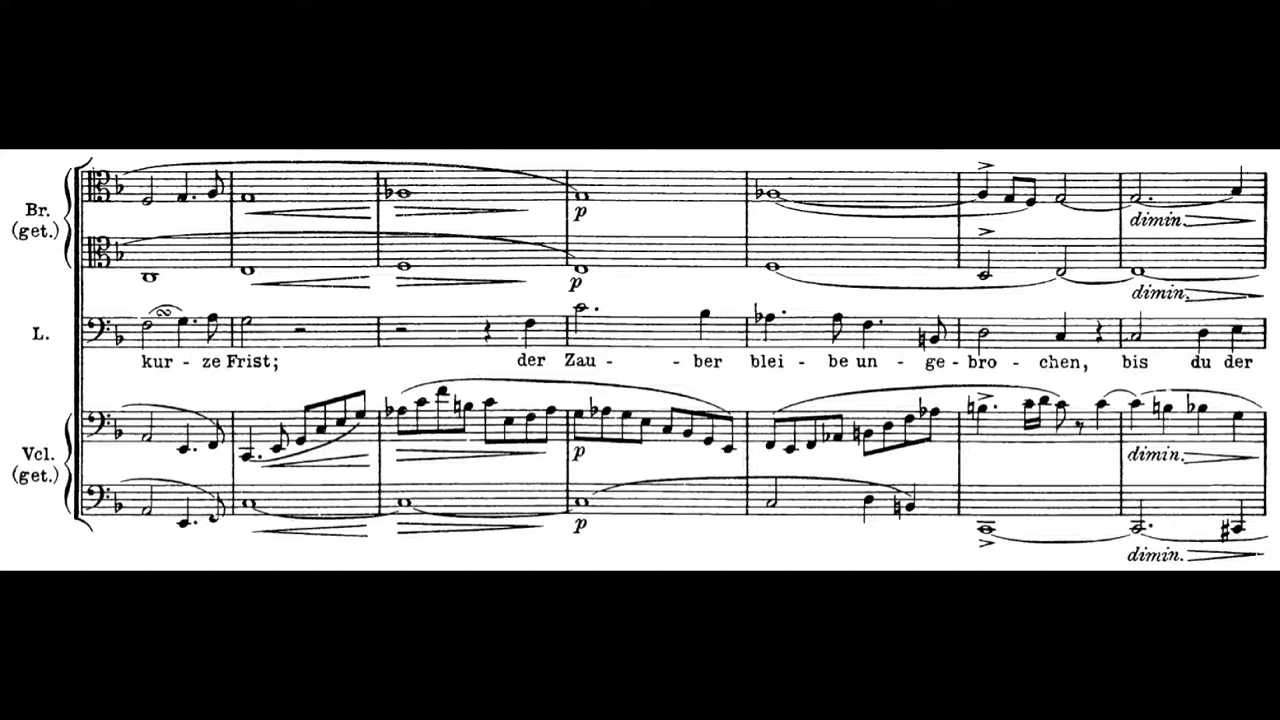 Br.
(get.)
p
dimin.
p
dimin.
L.
kur - ze Frist; der Zau - - ber blei - be un - ge - bro - chen, bis du der
Vcl.
(get.)
p
dimin.
p
dimin.